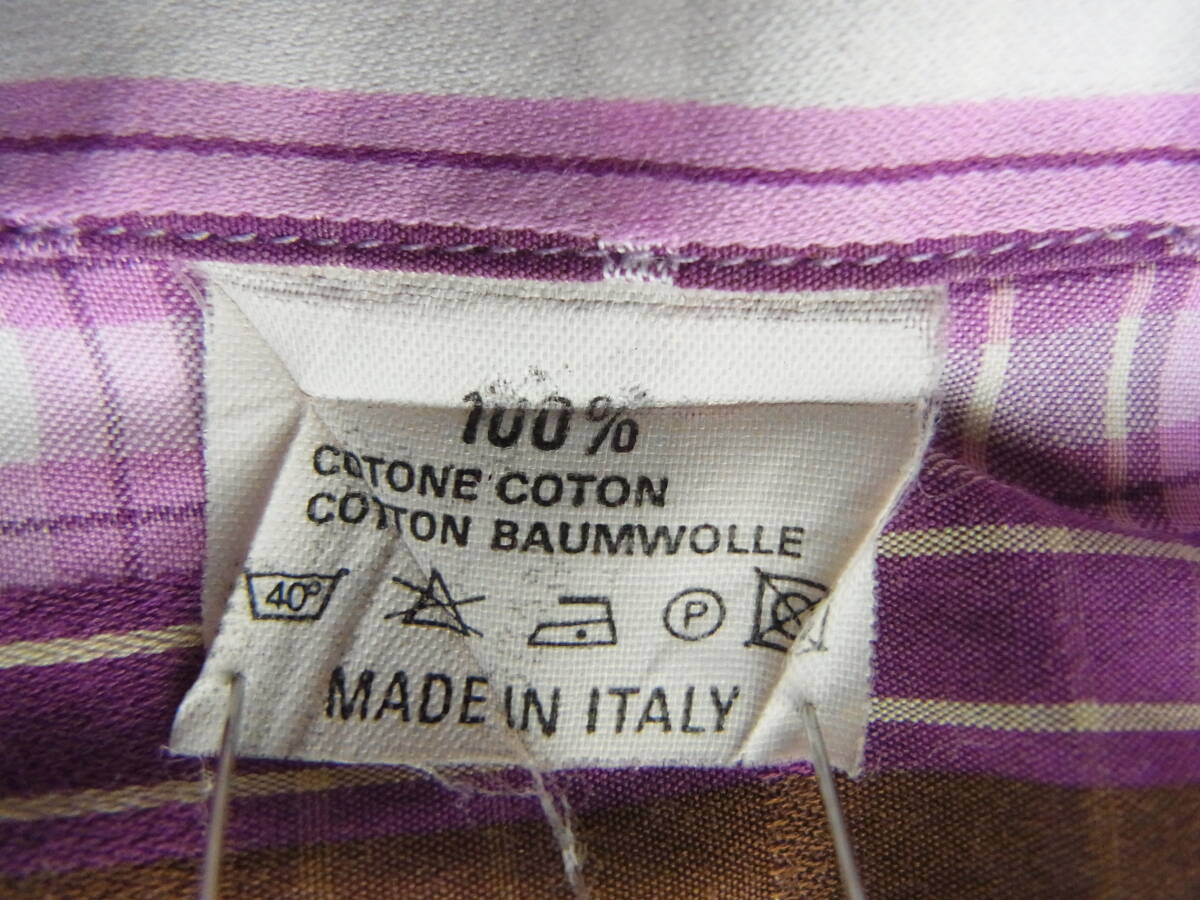 100%
COTONE COTON
COTTON BAUMWOLLE
40° P
MADE IN ITALY